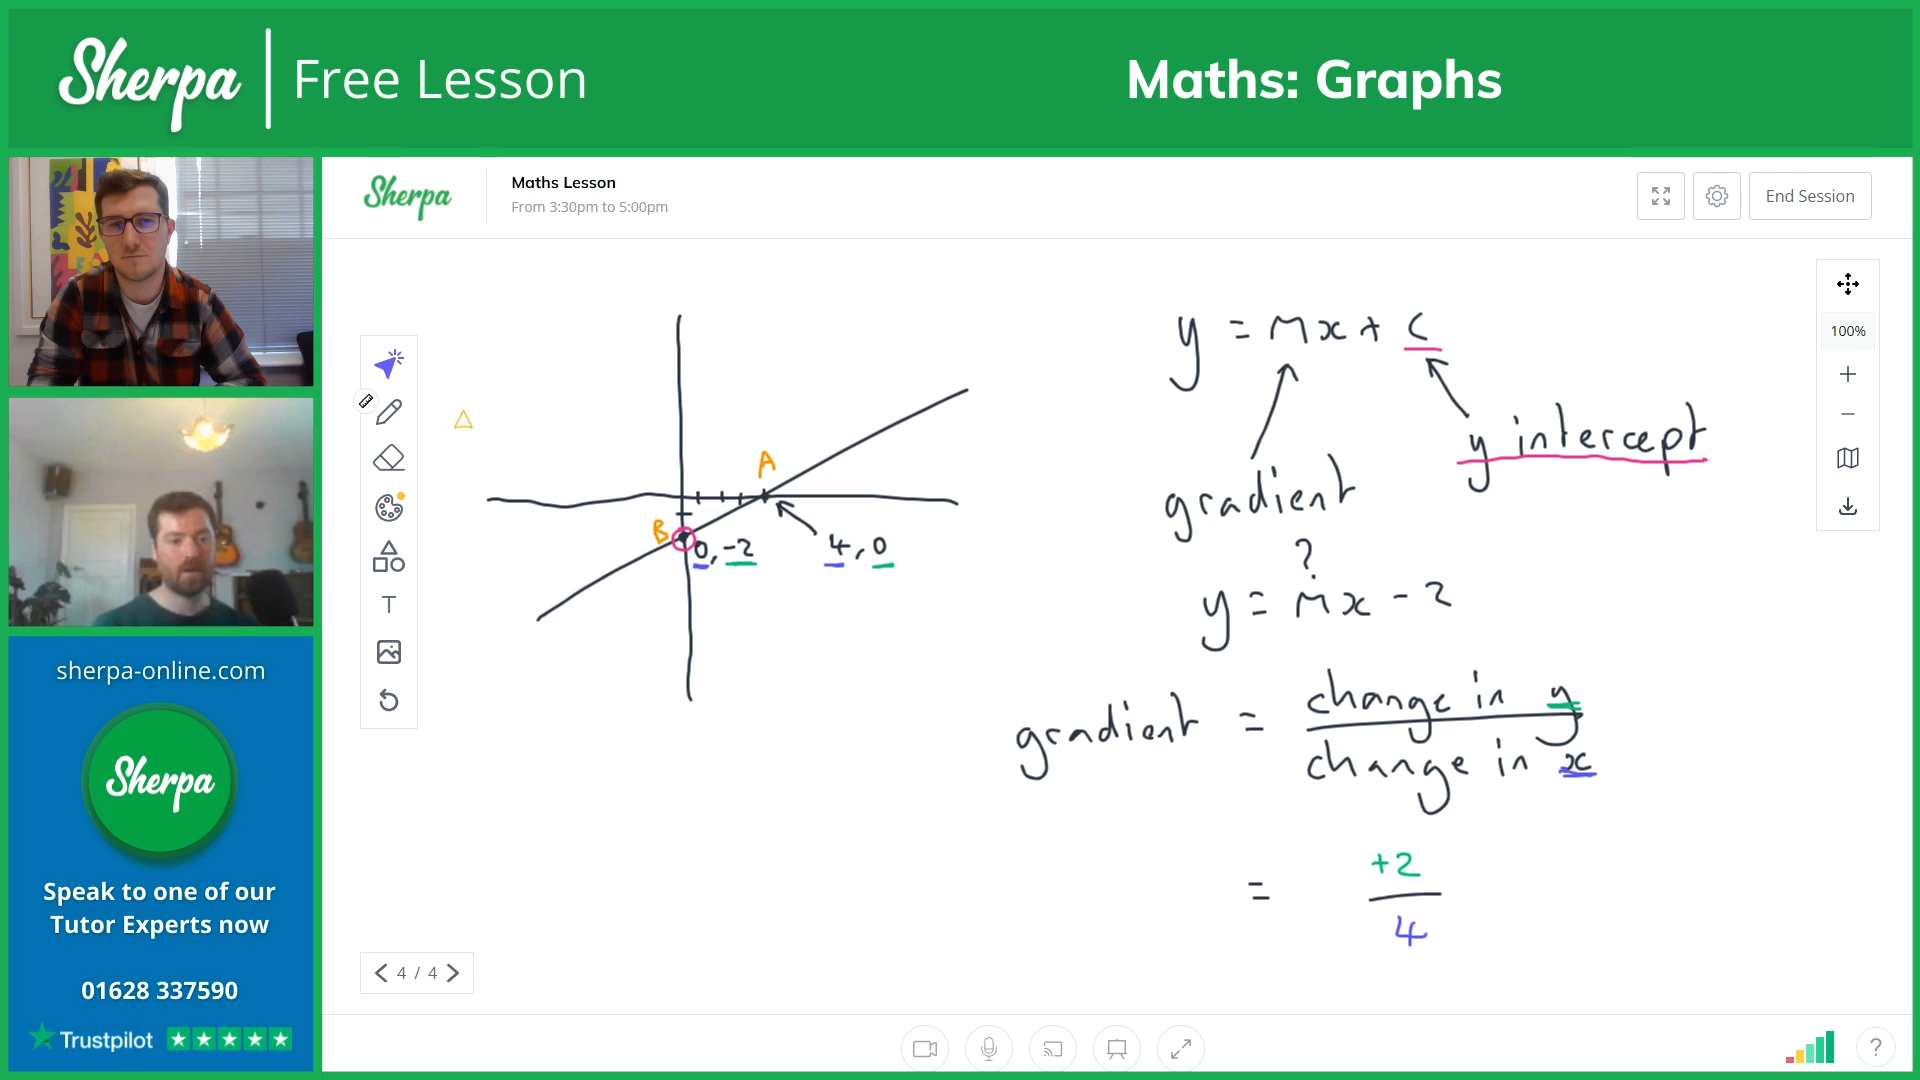 Sherpa | Free Lesson
Maths: Graphs
Sherpa
Maths Lesson
From 3:30pm to 5:00pm
End Session
100%
T
A
B
0, -2
4, 0
y = mx + c
y intercept
gradient
?
y = mx - 2
gradient = change in y
change in x
= +2
4
4 / 4
sherpa-online.com
Sherpa
Speak to one of our
Tutor Experts now
01628 337590
Trustpilot
?